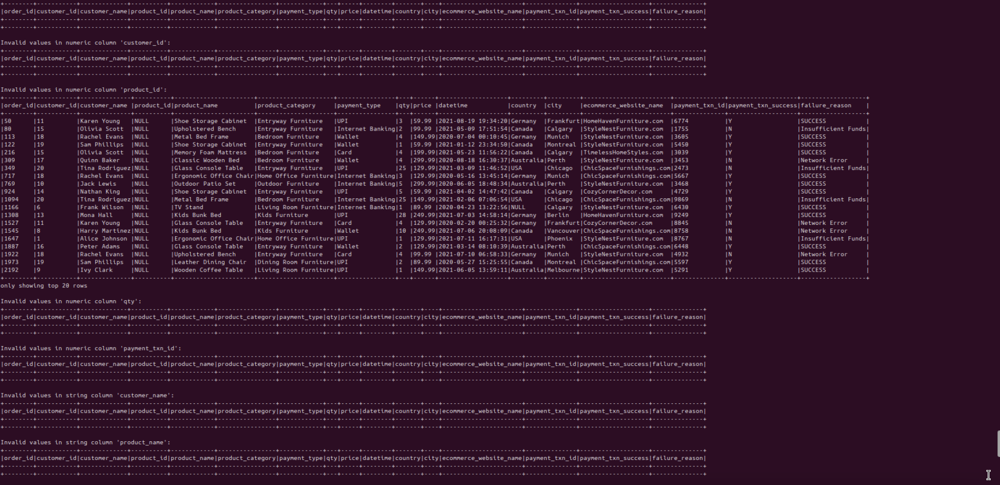 +--------+-----------+-------------+----------+------------+----------------+------------+---+-----+--------+-------+----+----------------------+--------------+-------------------+--------------+
|order_id|customer_id|customer_name|product_id|product_name|product_category|payment_type|qty|price|datetime|country|city|ecommerce_website_name|payment_txn_id|payment_txn_success|failure_reason|
+--------+-----------+-------------+----------+------------+----------------+------------+---+-----+--------+-------+----+----------------------+--------------+-------------------+--------------+
+--------+-----------+-------------+----------+------------+----------------+------------+---+-----+--------+-------+----+----------------------+--------------+-------------------+--------------+
Invalid values in numeric column 'customer_id':
+--------+-----------+-------------+----------+------------+----------------+------------+---+-----+--------+-------+----+----------------------+--------------+-------------------+--------------+
|order_id|customer_id|customer_name|product_id|product_name|product_category|payment_type|qty|price|datetime|country|city|ecommerce_website_name|payment_txn_id|payment_txn_success|failure_reason|
+--------+-----------+-------------+----------+------------+----------------+------------+---+-----+--------+-------+----+----------------------+--------------+-------------------+--------------+
+--------+-----------+-------------+----------+------------+----------------+------------+---+-----+--------+-------+----+----------------------+--------------+-------------------+--------------+
Invalid values in numeric column 'product_id':
+--------+-----------+--------------+----------+----------------------+---------------------+----------------+---+------+-------------------+---------+---------+------------------------+--------------+-------------------+------------------+
|order_id|customer_id|customer_name |product_id|product_name          |product_category     |payment_type    |qty|price |datetime           |country  |city     |ecommerce_website_name  |payment_txn_id|payment_txn_success|failure_reason    |
+--------+-----------+--------------+----------+----------------------+---------------------+----------------+---+------+-------------------+---------+---------+------------------------+--------------+-------------------+------------------+
|50      |11         |Karen Young   |NULL      |Shoe Storage Cabinet  |Entryway Furniture   |UPI             |3  |59.99 |2021-08-19 19:34:20|Germany  |Frankfurt|HomeHavenFurniture.com  |6774          |Y                  |SUCCESS           |
|80      |15         |Olivia Scott  |NULL      |Upholstered Bench     |Entryway Furniture   |Internet Banking|2  |99.99 |2021-05-09 17:51:54|Canada   |Calgary  |StyleNestFurniture.com  |1755          |N                  |Insufficient Funds|
|113     |18         |Rachel Evans  |NULL      |Metal Bed Frame       |Bedroom Furniture    |Wallet          |4  |149.99|2020-07-04 00:10:45|Germany  |Munich   |StyleNestFurniture.com  |3605          |Y                  |SUCCESS           |
|122     |19         |Sam Phillips  |NULL      |Shoe Storage Cabinet  |Entryway Furniture   |Wallet          |1  |59.99 |2021-01-12 23:34:50|Canada   |Montreal |StyleNestFurniture.com  |5450          |Y                  |SUCCESS           |
|216     |15         |Olivia Scott  |NULL      |Memory Foam Mattress  |Bedroom Furniture    |Card            |4  |199.99|2021-05-23 11:56:22|Canada   |Calgary  |TimelessHomeStyles.com  |3039          |Y                  |SUCCESS           |
|309     |17         |Quinn Baker   |NULL      |Classic Wooden Bed    |Bedroom Furniture    |Wallet          |4  |299.99|2020-08-18 16:30:37|Australia|Perth    |StyleNestFurniture.com  |3453          |N                  |Network Error     |
|349     |20         |Tina Rodriguez|NULL      |Glass Console Table   |Entryway Furniture   |UPI             |25 |129.99|2021-03-09 11:46:52|USA      |Chicago  |ChicSpaceFurnishings.com|2473          |N                  |Insufficient Funds|
|717     |18         |Rachel Evans  |NULL      |Ergonomic Office Chair|Home Office Furniture|Internet Banking|3  |129.99|2020-05-16 13:45:14|Germany  |Munich   |ChicSpaceFurnishings.com|5667          |Y                  |SUCCESS           |
|769     |10         |Jack Lewis    |NULL      |Outdoor Patio Set     |Outdoor Furniture    |Internet Banking|5  |299.99|2020-06-05 18:48:34|Australia|Perth    |StyleNestFurniture.com  |3468          |Y                  |SUCCESS           |
|924     |14         |Nathan King   |NULL      |Shoe Storage Cabinet  |Entryway Furniture   |UPI             |5  |59.99 |2021-04-02 14:47:42|Canada   |Calgary  |CozyCornerDecor.com     |4729          |Y                  |SUCCESS           |
|1094    |20         |Tina Rodriguez|NULL      |Metal Bed Frame       |Bedroom Furniture    |Internet Banking|25 |149.99|2021-02-06 07:06:54|USA      |Chicago  |ChicSpaceFurnishings.com|9869          |N                  |Insufficient Funds|
|1166    |6          |Frank Wilson  |NULL      |TV Stand              |Living Room Furniture|Internet Banking|1  |89.99 |2020-04-23 13:22:56|NULL     |Calgary  |StyleNestFurniture.com  |6430          |Y                  |SUCCESS           |
|1308    |13         |Mona Hall     |NULL      |Kids Bunk Bed         |Kids Furniture       |UPI             |28 |249.99|2021-07-03 14:58:14|Germany  |Berlin   |HomeHavenFurniture.com  |9249          |Y                  |SUCCESS           |
|1527    |11         |Karen Young   |NULL      |Glass Console Table   |Entryway Furniture   |Card            |4  |129.99|2020-02-20 00:25:32|Germany  |Frankfurt|CozyCornerDecor.com     |8845          |N                  |Network Error     |
|1545    |8          |Harry Martinez|NULL      |Kids Bunk Bed         |Kids Furniture       |Wallet          |10 |249.99|2021-07-06 20:08:09|Canada   |Vancouver|ChicSpaceFurnishings.com|8758          |N                  |Network Error     |
|1647    |1          |Alice Johnson |NULL      |Ergonomic Office Chair|Home Office Furniture|UPI             |1  |129.99|2021-07-11 16:17:31|USA      |Phoenix  |StyleNestFurniture.com  |8767          |N                  |Insufficient Funds|
|1887    |16         |Peter Adams   |NULL      |Glass Console Table   |Entryway Furniture   |Wallet          |2  |129.99|2021-03-14 08:10:39|Australia|Perth    |ChicSpaceFurnishings.com|6448          |Y                  |SUCCESS           |
|1922    |18         |Rachel Evans  |NULL      |Upholstered Bench     |Entryway Furniture   |Card            |4  |99.99 |2021-07-10 06:58:33|Germany  |Munich   |StyleNestFurniture.com  |4932          |N                  |Network Error     |
|1973    |19         |Sam Phillips  |NULL      |Leather Dining Chair  |Dining Room Furniture|UPI             |2  |89.99 |2020-05-27 15:25:55|Canada   |Montreal |ChicSpaceFurnishings.com|5597          |Y                  |SUCCESS           |
|2192    |9          |Ivy Clark     |NULL      |Wooden Coffee Table   |Living Room Furniture|UPI             |1  |149.99|2021-06-05 13:59:11|Australia|Melbourne|StyleNestFurniture.com  |5291          |Y                  |SUCCESS           |
+--------+-----------+--------------+----------+----------------------+---------------------+----------------+---+------+-------------------+---------+---------+------------------------+--------------+-------------------+------------------+
only showing top 20 rows
Invalid values in numeric column 'qty':
+--------+-----------+-------------+----------+------------+----------------+------------+---+-----+--------+-------+----+----------------------+--------------+-------------------+--------------+
|order_id|customer_id|customer_name|product_id|product_name|product_category|payment_type|qty|price|datetime|country|city|ecommerce_website_name|payment_txn_id|payment_txn_success|failure_reason|
+--------+-----------+-------------+----------+------------+----------------+------------+---+-----+--------+-------+----+----------------------+--------------+-------------------+--------------+
+--------+-----------+-------------+----------+------------+----------------+------------+---+-----+--------+-------+----+----------------------+--------------+-------------------+--------------+
Invalid values in numeric column 'payment_txn_id':
+--------+-----------+-------------+----------+------------+----------------+------------+---+-----+--------+-------+----+----------------------+--------------+-------------------+--------------+
|order_id|customer_id|customer_name|product_id|product_name|product_category|payment_type|qty|price|datetime|country|city|ecommerce_website_name|payment_txn_id|payment_txn_success|failure_reason|
+--------+-----------+-------------+----------+------------+----------------+------------+---+-----+--------+-------+----+----------------------+--------------+-------------------+--------------+
+--------+-----------+-------------+----------+------------+----------------+------------+---+-----+--------+-------+----+----------------------+--------------+-------------------+--------------+
Invalid values in string column 'customer_name':
+--------+-----------+-------------+----------+------------+----------------+------------+---+-----+--------+-------+----+----------------------+--------------+-------------------+--------------+
|order_id|customer_id|customer_name|product_id|product_name|product_category|payment_type|qty|price|datetime|country|city|ecommerce_website_name|payment_txn_id|payment_txn_success|failure_reason|
+--------+-----------+-------------+----------+------------+----------------+------------+---+-----+--------+-------+----+----------------------+--------------+-------------------+--------------+
+--------+-----------+-------------+----------+------------+----------------+------------+---+-----+--------+-------+----+----------------------+--------------+-------------------+--------------+
Invalid values in string column 'product_name':
+--------+-----------+-------------+----------+------------+----------------+------------+---+-----+--------+-------+----+----------------------+--------------+-------------------+--------------+
|order_id|customer_id|customer_name|product_id|product_name|product_category|payment_type|qty|price|datetime|country|city|ecommerce_website_name|payment_txn_id|payment_txn_success|failure_reason|
+--------+-----------+-------------+----------+------------+----------------+------------+---+-----+--------+-------+----+----------------------+--------------+-------------------+--------------+
+--------+-----------+-------------+----------+------------+----------------+------------+---+-----+--------+-------+----+----------------------+--------------+-------------------+--------------+